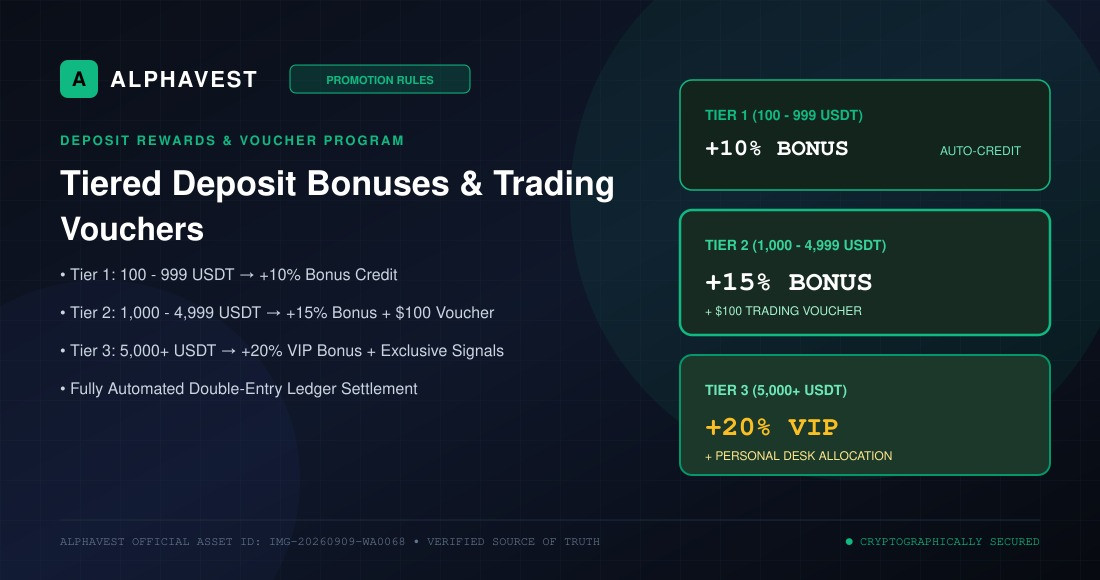 A ALPHAVEST
PROMOTION RULES
DEPOSIT REWARDS & VOUCHER PROGRAM
Tiered Deposit Bonuses & Trading
Vouchers
• Tier 1: 100 - 999 USDT → +10% Bonus Credit
• Tier 2: 1,000 - 4,999 USDT → +15% Bonus + $100 Voucher
• Tier 3: 5,000+ USDT → +20% VIP Bonus + Exclusive Signals
• Fully Automated Double-Entry Ledger Settlement
TIER 1 (100 - 999 USDT)
+10% BONUS
AUTO-CREDIT
TIER 2 (1,000 - 4,999 USDT)
+15% BONUS
+ $100 TRADING VOUCHER
TIER 3 (5,000+ USDT)
+20% VIP
+ PERSONAL DESK ALLOCATION
ALPHAVEST OFFICIAL ASSET ID: IMG-20260909-WA0068 • VERIFIED SOURCE OF TRUTH
● CRYPTOGRAPHICALLY SECURED